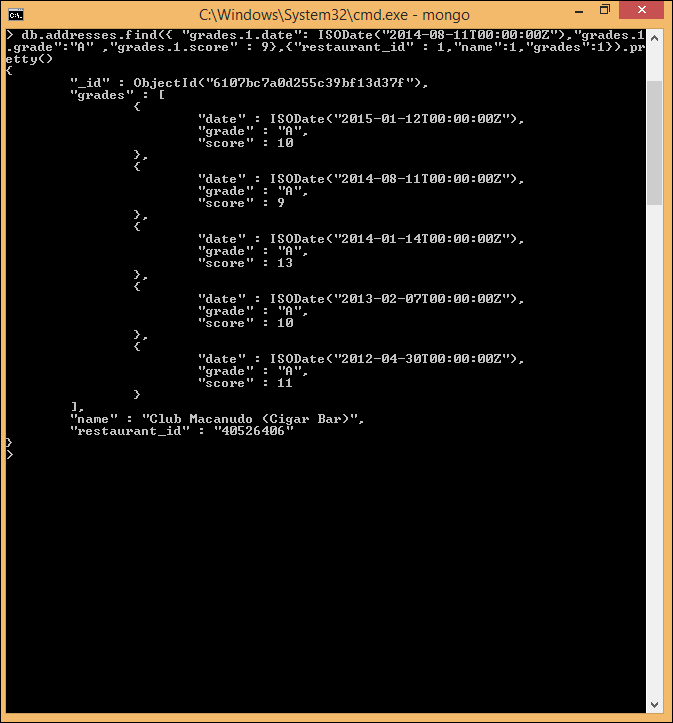 C:\Windows\System32\cmd.exe - mongo
> db.addresses.find({ "grades.1.date": ISODate("2014-08-11T00:00:00Z"),"grades.1
.grade":"A" ,"grades.1.score" : 9},{"restaurant_id" : 1,"name":1,"grades":1}).pr
etty()
{
"_id" : ObjectId("6107bc7a0d255c39bf13d37f"),
"grades" : [
{
"date" : ISODate("2015-01-12T00:00:00Z"),
"grade" : "A",
"score" : 10
},
{
"date" : ISODate("2014-08-11T00:00:00Z"),
"grade" : "A",
"score" : 9
},
{
"date" : ISODate("2014-01-14T00:00:00Z"),
"grade" : "A",
"score" : 13
},
{
"date" : ISODate("2013-02-07T00:00:00Z"),
"grade" : "A",
"score" : 10
},
{
"date" : ISODate("2012-04-30T00:00:00Z"),
"grade" : "A",
"score" : 11
}
],
"name" : "Club Macanudo (Cigar Bar)",
"restaurant_id" : "40526406"
}
>